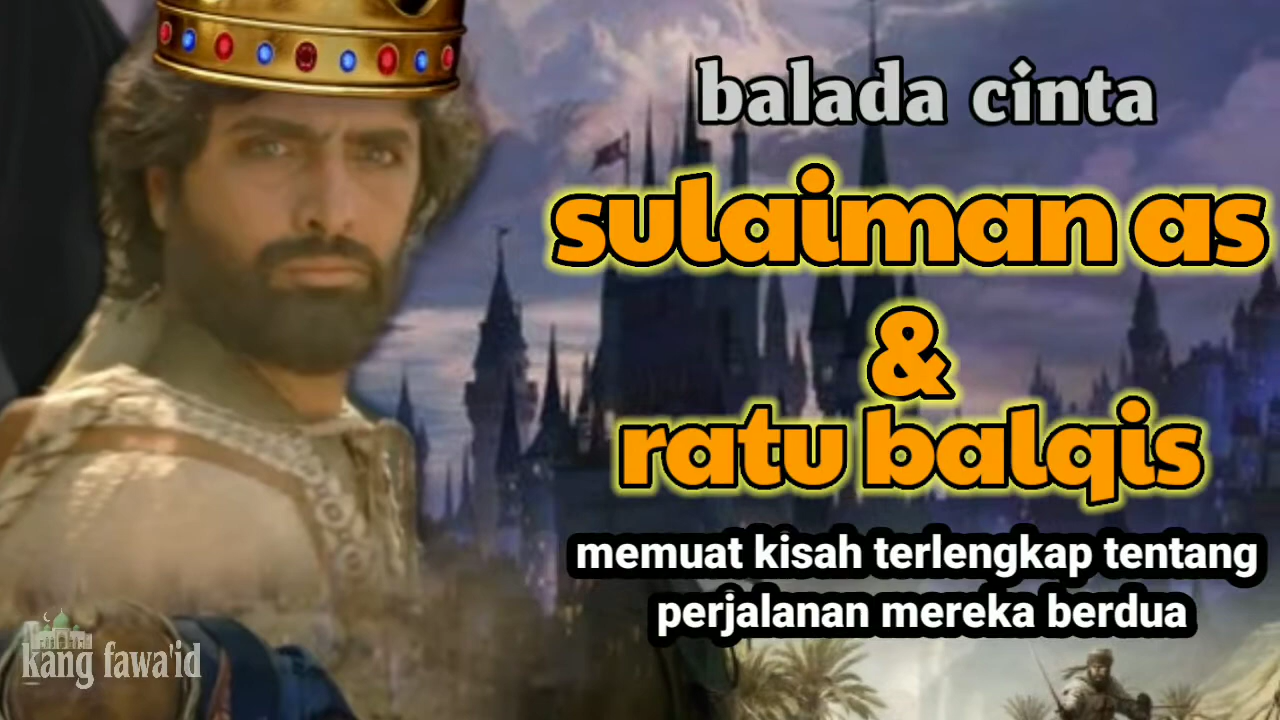 balada cinta
sulaiman as
&
ratu balqis
memuat kisah terlengkap tentang
perjalanan mereka berdua
kang fawa'id